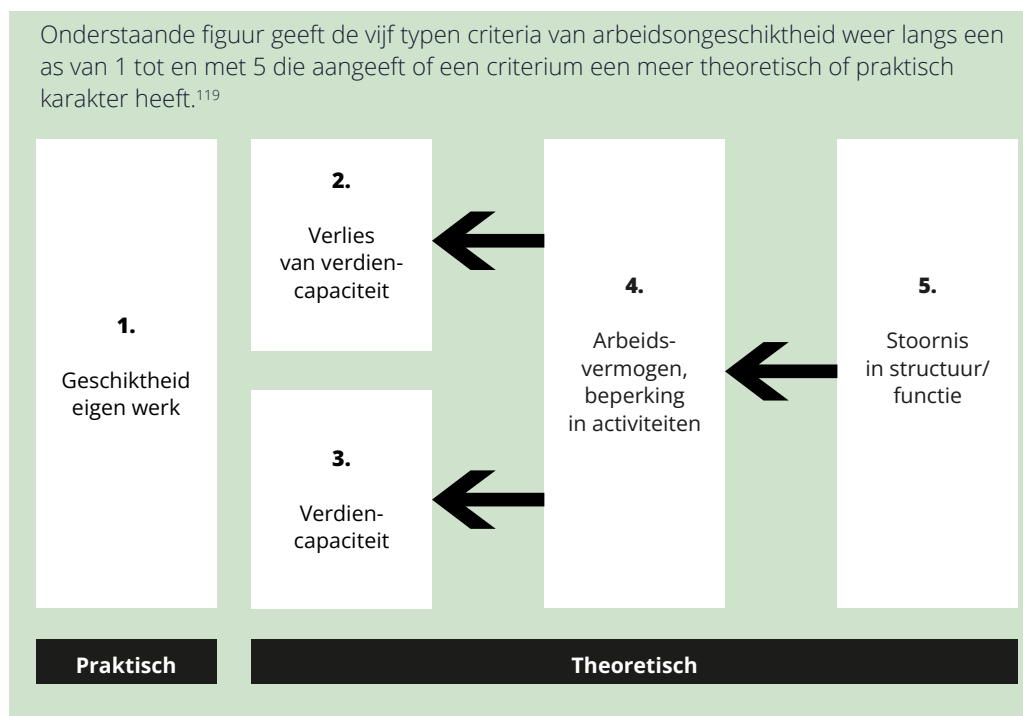 Onderstaande figuur geeft de vijf typen criteria van arbeidsongeschiktheid weer langs een
as van 1 tot en met 5 die aangeeft of een criterium een meer theoretisch of praktisch
karakter heeft.119
1.
Geschiktheid
eigen werk
2.
Verlies
van verdien-
capaciteit
3.
Verdien-
capaciteit
4.
Arbeids-
vermogen,
beperking
in activiteiten
5.
Stoornis
in structuur/
functie
Praktisch
Theoretisch